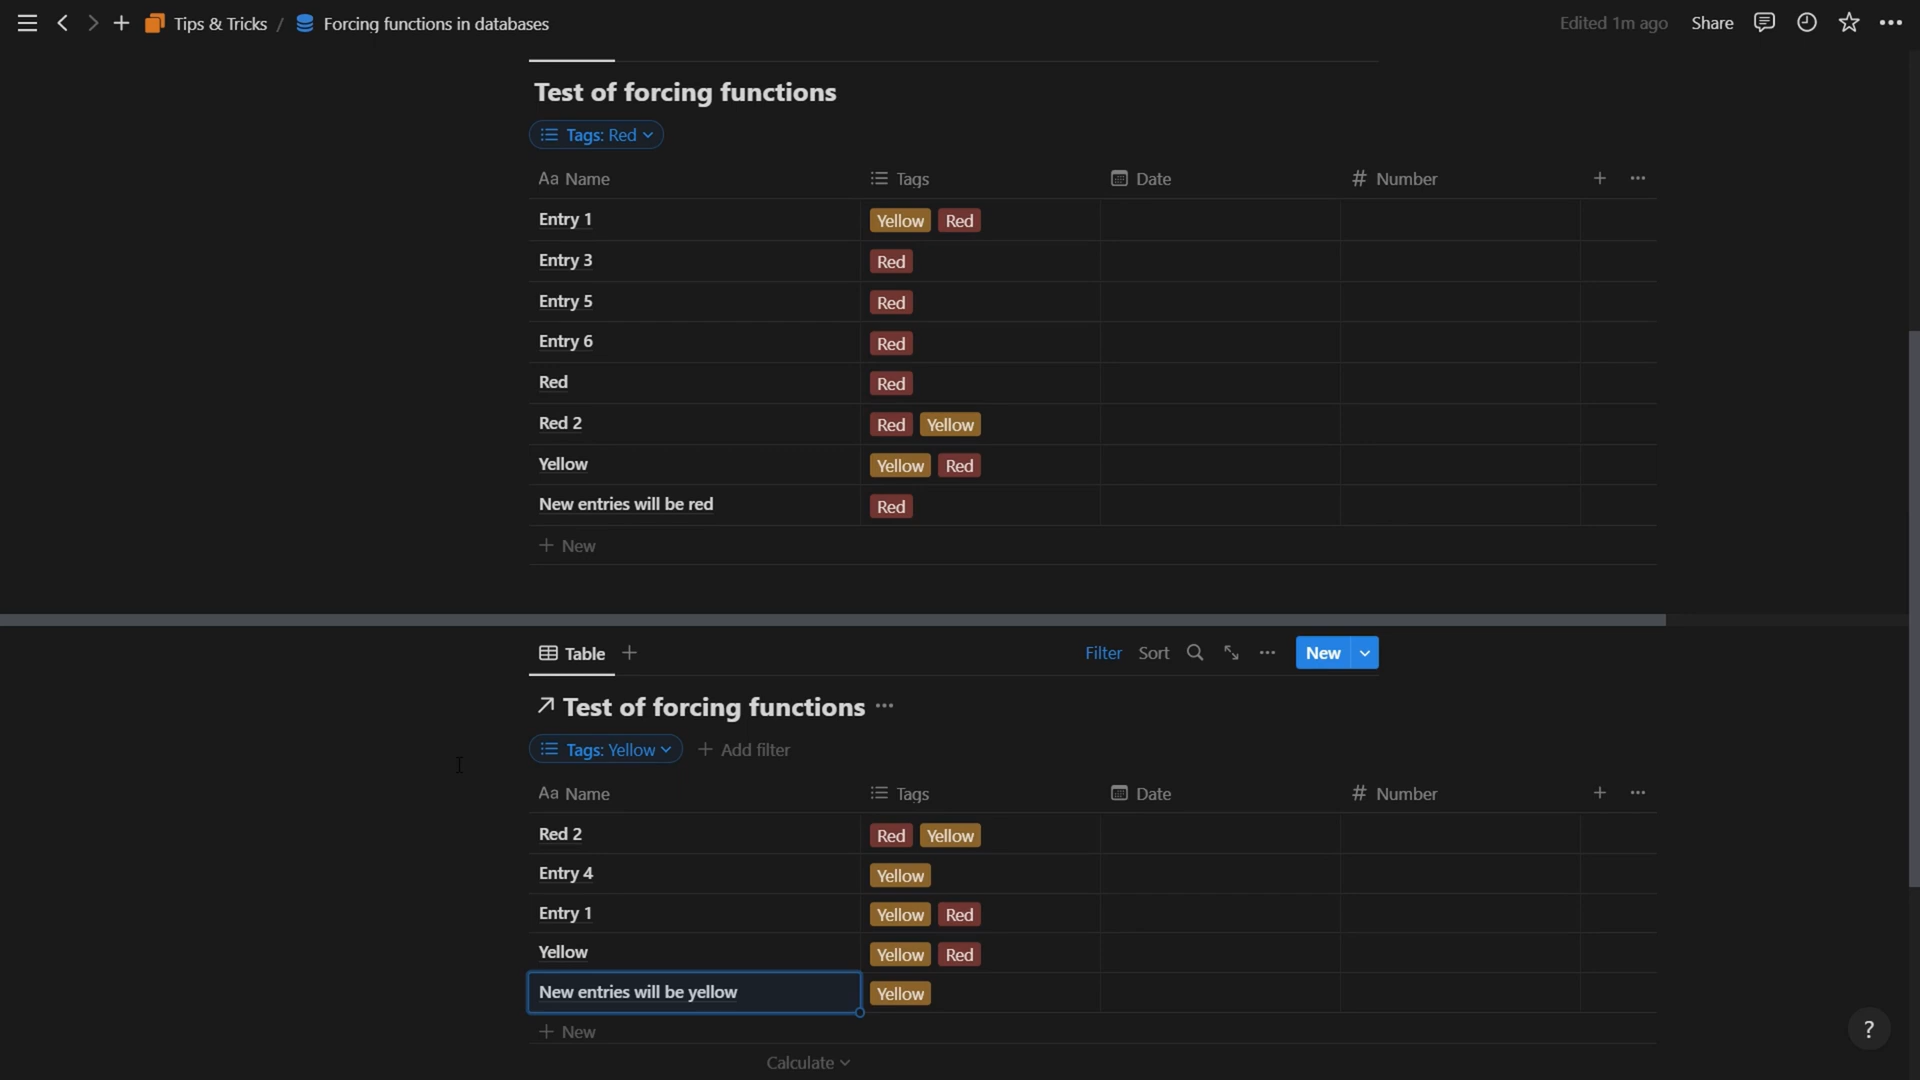 Tips & Tricks / Forcing functions in databases
Edited 1m ago Share
Test of forcing functions
Tags: Red
Aa Name Tags Date # Number
Entry 1 Yellow Red
Entry 3 Red
Entry 5 Red
Entry 6 Red
Red Red
Red 2 Red Yellow
Yellow Yellow Red
New entries will be red Red
+ New
Table + Filter Sort New
Test of forcing functions
Tags: Yellow + Add filter
Aa Name Tags Date # Number
Red 2 Red Yellow
Entry 4 Yellow
Entry 1 Yellow Red
Yellow Yellow Red
New entries will be yellow Yellow
+ New
Calculate
?